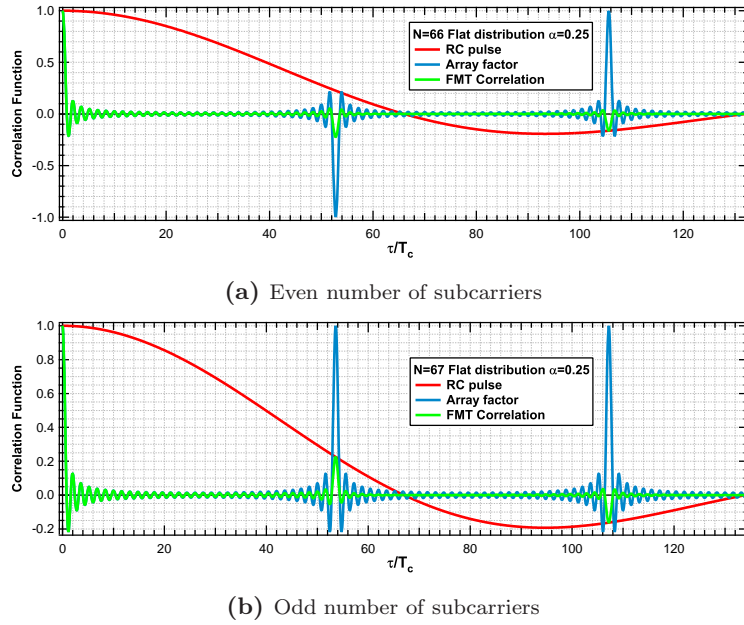 1.0
0.5
0.0
-0.5
-1.0
Correlation Function
N=66 Flat distribution α=0.25
RC pulse
Array factor
FMT Correlation
0 20 40 60 80 100 120
τ/Tc
(a) Even number of subcarriers
1.0
0.8
0.6
0.4
0.2
0.0
-0.2
Correlation Function
N=67 Flat distribution α=0.25
RC pulse
Array factor
FMT Correlation
0 20 40 60 80 100 120
τ/Tc
(b) Odd number of subcarriers